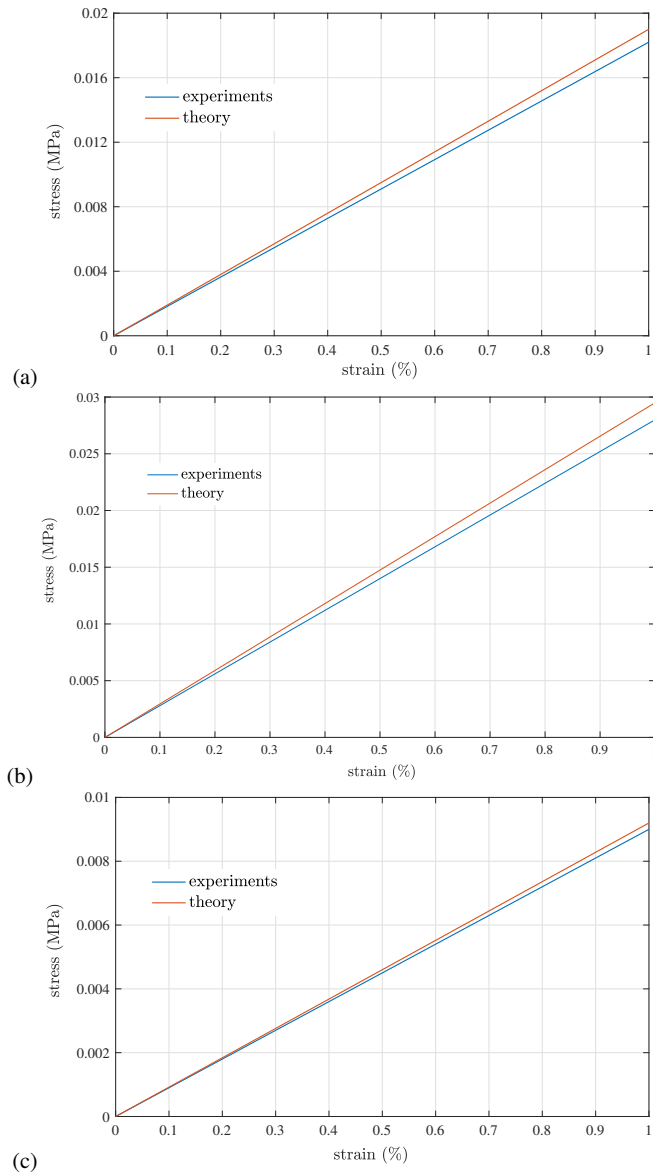 0.02
0.016
0.012
0.008
0.004
0
stress (MPa)
experiments
theory
0 0.1 0.2 0.3 0.4 0.5 0.6 0.7 0.8 0.9 1
strain (%)
(a)
0.03
0.025
0.02
0.015
0.01
0.005
0
stress (MPa)
experiments
theory
0 0.1 0.2 0.3 0.4 0.5 0.6 0.7 0.8 0.9
strain (%)
(b)
0.01
0.008
0.006
0.004
0.002
0
stress (MPa)
experiments
theory
0 0.1 0.2 0.3 0.4 0.5 0.6 0.7 0.8 0.9 1
strain (%)
(c)